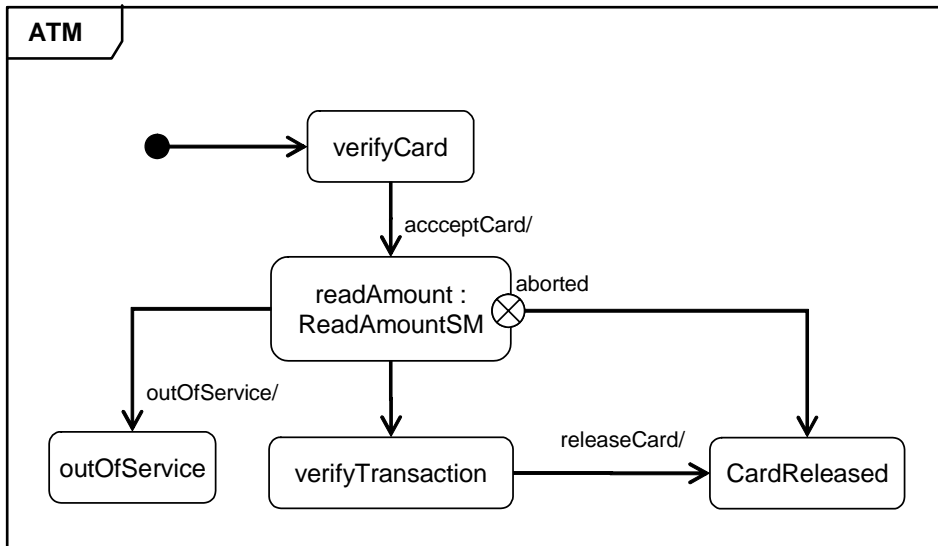 ATM
verifyCard
accceptCard/
readAmount :
ReadAmountSM
aborted
outOfService/
outOfService
verifyTransaction
releaseCard/
CardReleased